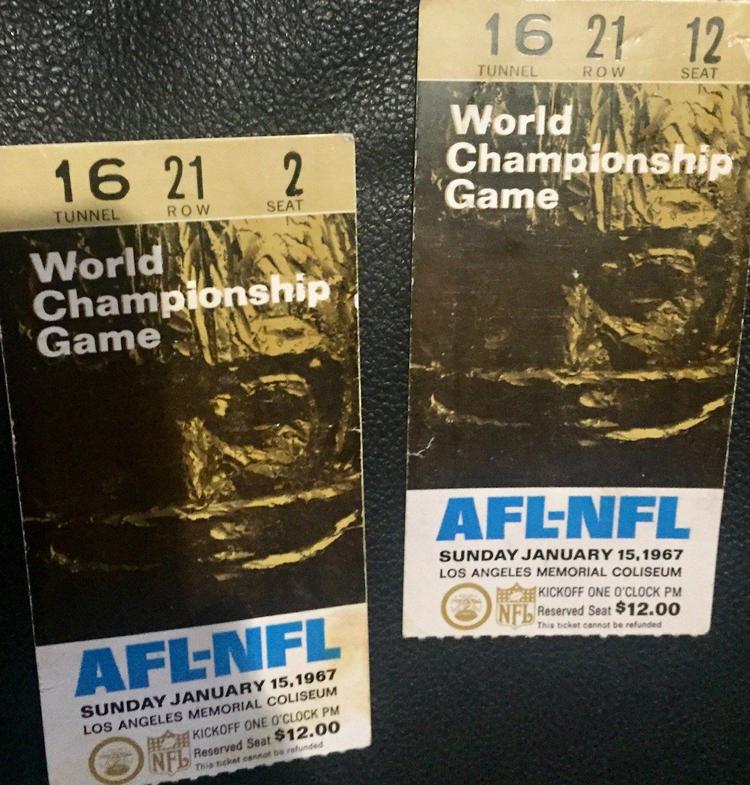 16 21 2
TUNNEL ROW SEAT
World
Championship
Game
AFL-NFL
SUNDAY JANUARY 15, 1967
LOS ANGELES MEMORIAL COLISEUM
KICKOFF ONE O'CLOCK PM
NFL
Reserved Seat $12.00
This ticket cannot be refunded
16 21 12
TUNNEL ROW SEAT
World
Championship
Game
AFL-NFL
SUNDAY JANUARY 15, 1967
LOS ANGELES MEMORIAL COLISEUM
KICKOFF ONE O'CLOCK PM
NFL
Reserved Seat $12.00
This ticket cannot be refunded